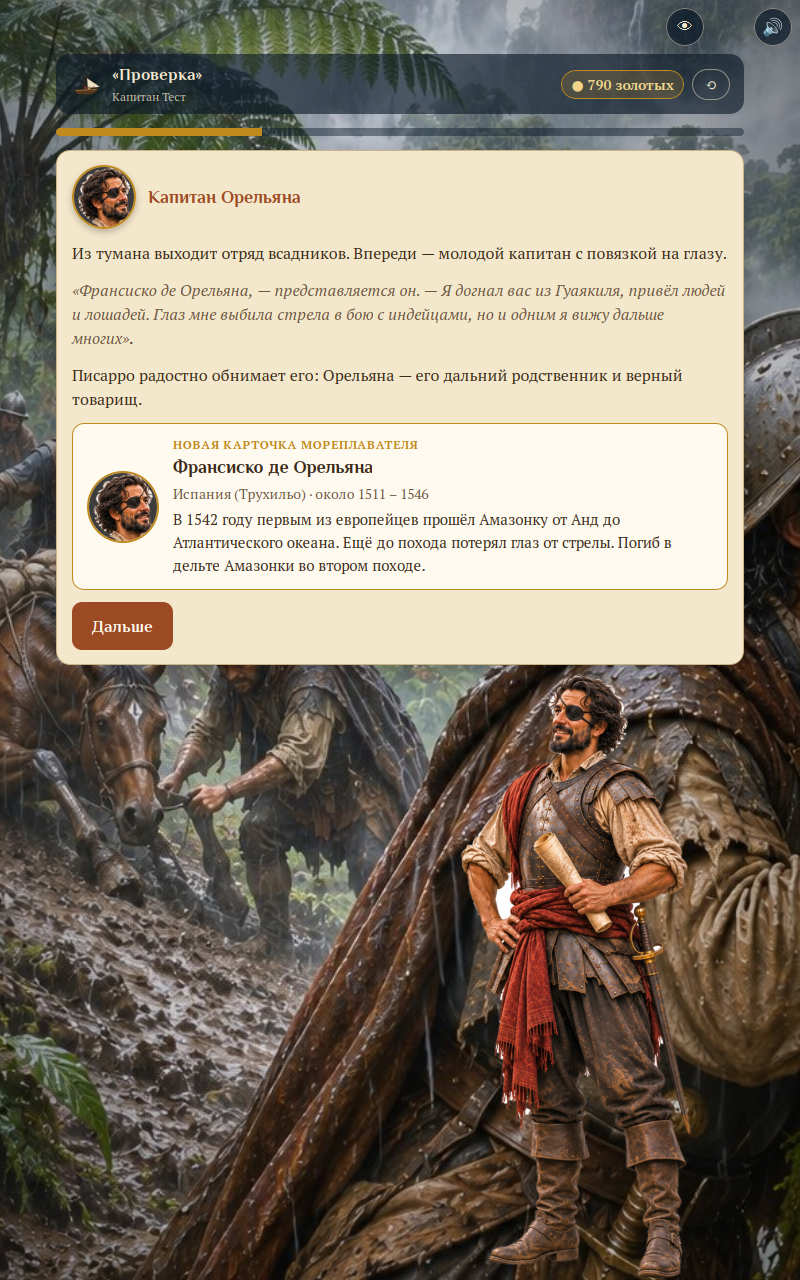 «Проверка»
Капитан Тест
790 золотых
Капитан Орельяна
Из тумана выходит отряд всадников. Впереди — молодой капитан с повязкой на глазу.
«Франсиско де Орельяна, — представляется он. — Я догнал вас из Гуаякиля, привёл людей
и лошадей. Глаз мне выбила стрела в бою с индейцами, но и одним я вижу дальше
многих».
Писарро радостно обнимает его: Орельяна — его дальний родственник и верный
товарищ.
НОВАЯ КАРТОЧКА МОРЕПЛАВАТЕЛЯ
Франсиско де Орельяна
Испания (Трухильо) · около 1511 – 1546
В 1542 году первым из европейцев прошёл Амазонку от Анд до
Атлантического океана. Ещё до похода потерял глаз от стрелы. Погиб в
дельте Амазонки во втором походе.
Дальше